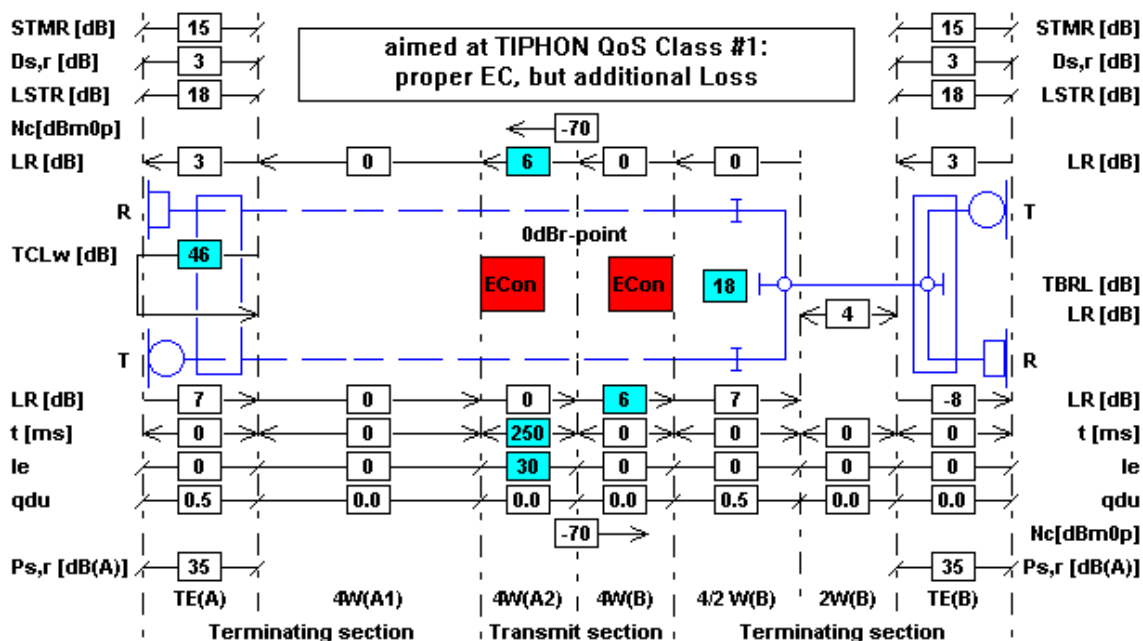 STMR [dB] 15 15 STMR [dB]
aimed at TIPHON QoS Class #1:
proper EC, but additional Loss
Ds,r [dB] 3 3 Ds,r [dB]
LSTR [dB] 18 18 LSTR [dB]
Nc[dBm0p] -70
LR [dB] 3 0 6 0 0 3 LR [dB]
R T
0dBr-point
TCLw [dB] 46
ECon ECon 18 TBRL [dB]
4 LR [dB]
T R
LR [dB] 7 0 0 6 7 -8 LR [dB]
t [ms] 0 0 250 0 0 0 0 t [ms]
Ie 0 0 30 0 0 0 0 Ie
qdu 0.5 0.0 0.0 0.0 0.5 0.0 0.0 qdu
-70 Nc[dBm0p]
Ps,r [dB(A)] 35 35 Ps,r [dB(A)]
TE(A) 4W(A1) 4W(A2) 4W(B) 4/2 W(B) 2W(B) TE(B)
Terminating section Transmit section Terminating section